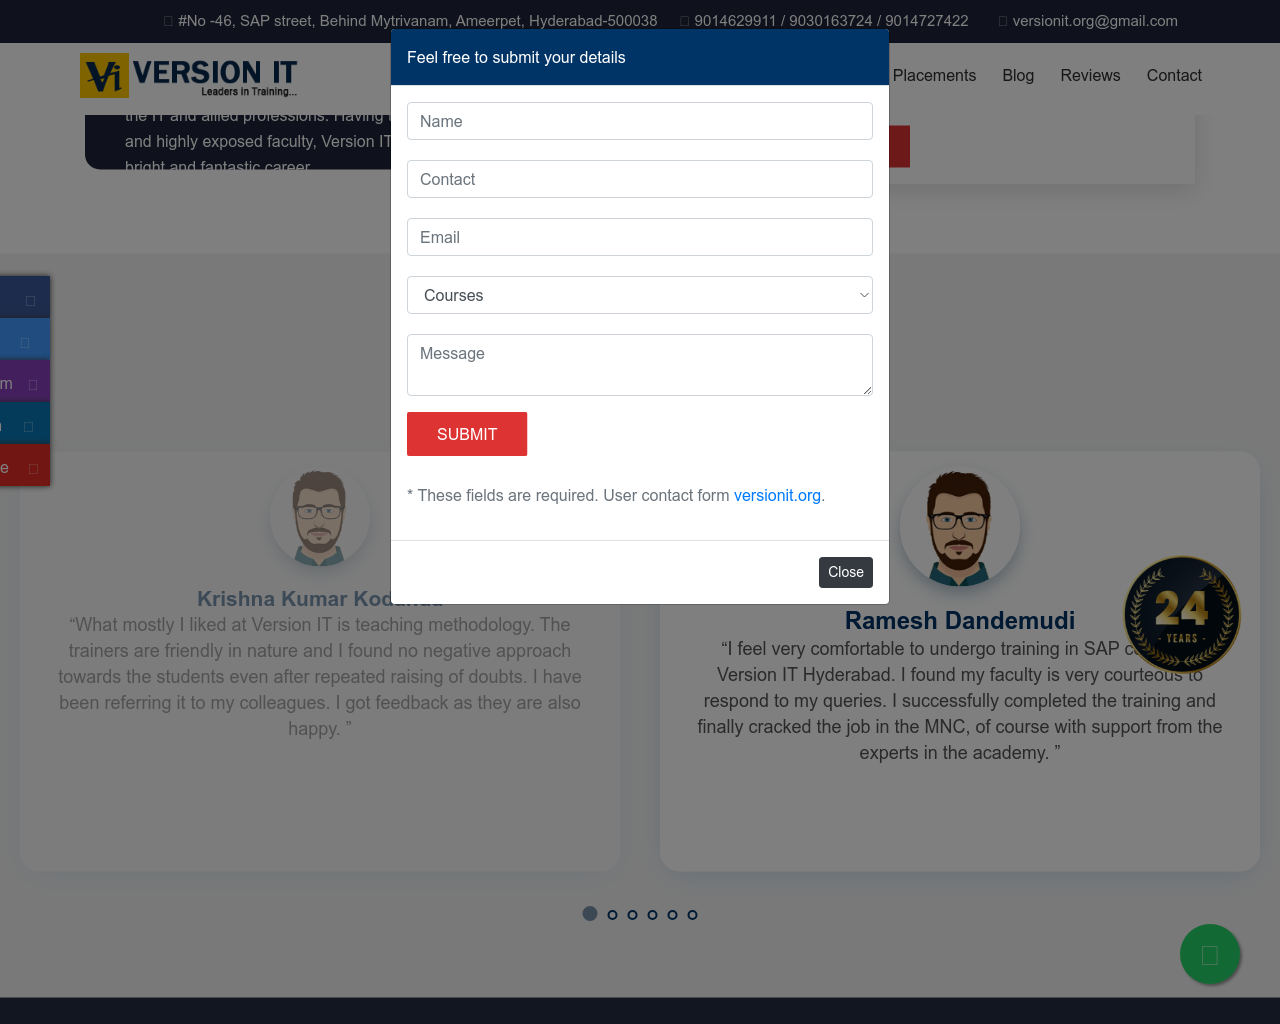 #No -46, SAP street, Behind Mytrivanam, Ameerpet, Hyderabad-500038 9014629911 / 9030163724 / 9014727422 versionit.org@gmail.com
Feel free to submit your details
Vi VERSION IT
Leaders in Training...
Placements Blog Reviews Contact
the IT and allied professions. Having
and highly exposed faculty, Version IT
bright and fantastic career
Name
Contact
Email
Courses
Message
SUBMIT
* These fields are required. User contact form versionit.org.
Close
m
e
Krishna Kumar
“What mostly I liked at Version IT is teaching methodology. The
trainers are friendly in nature and I found no negative approach
towards the students even after repeated raising of doubts. I have
been referring it to my colleagues. I got feedback as they are also
happy. ”
Ramesh Dandemudi
“I feel very comfortable to undergo training in SAP
Version IT Hyderabad. I found my faculty is very courteous to
respond to my queries. I successfully completed the training and
finally cracked the job in the MNC, of course with support from the
experts in the academy. ”
24
- YEARS -